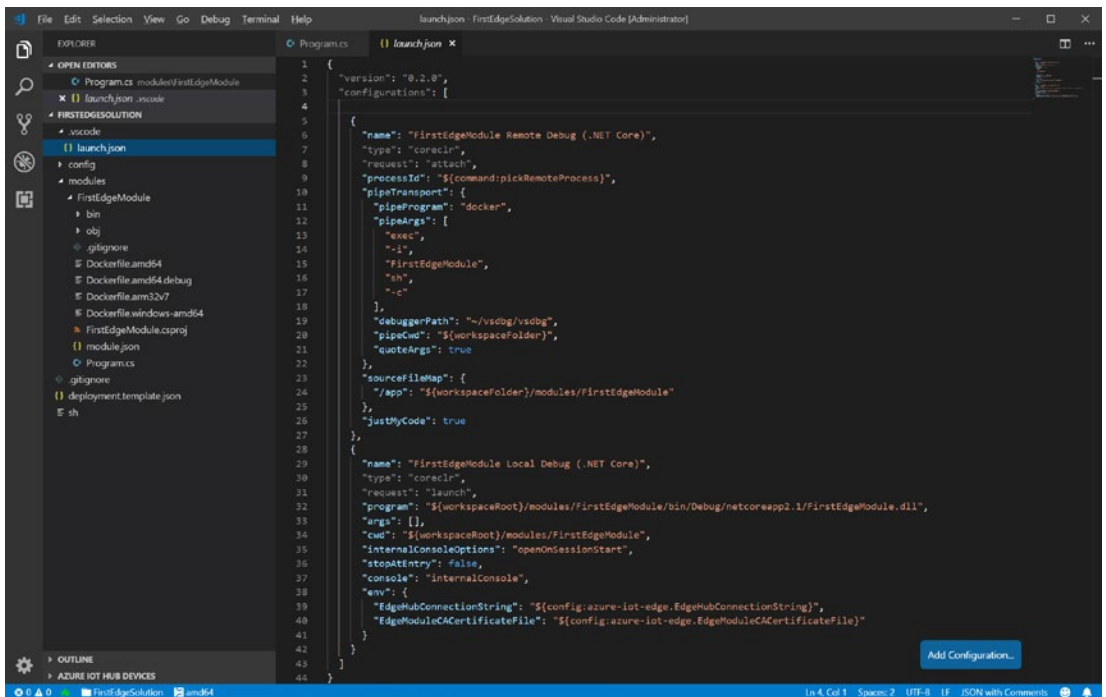 File Edit Selection View Go Debug Terminal Help launch.json - FirstEdgeSolution - Visual Studio Code [Administrator]
EXPLORER
OPEN EDITORS
Program.cs modules\FirstEdgeModule
launch.json .vscode
FIRSTEDGESOLUTION
.vscode
{} launch.json
config
modules
FirstEdgeModule
bin
obj
.gitignore
Dockerfile.amd64
Dockerfile.amd64.debug
Dockerfile.arm32v7
Dockerfile.windows-amd64
FirstEdgeModule.csproj
{} module.json
Program.cs
.gitignore
{} deployment.template.json
sh
OUTLINE
AZURE IOT HUB DEVICES
Program.cs {} launch.json
1 {
2 "version": "0.2.0",
3 "configurations": [
4
5 {
6 "name": "FirstEdgeModule Remote Debug (.NET Core)",
7 "type": "coreclr",
8 "request": "attach",
9 "processId": "${command:pickRemoteProcess}",
10 "pipeTransport": {
11 "pipeProgram": "docker",
12 "pipeArgs": [
13 "exec",
14 "-i",
15 "FirstEdgeModule",
16 "sh",
17 "-c"
18 ],
19 "debuggerPath": "~/vsdbg/vsdbg",
20 "pipeCwd": "${workspaceFolder}",
21 "quoteArgs": true
22 },
23 "sourceFileMap": {
24 "/app": "${workspaceFolder}/modules/FirstEdgeModule"
25 },
26 "justMyCode": true
27 },
28 {
29 "name": "FirstEdgeModule Local Debug (.NET Core)",
30 "type": "coreclr",
31 "request": "launch",
32 "program": "${workspaceRoot}/modules/FirstEdgeModule/bin/Debug/netcoreapp2.1/FirstEdgeModule.dll",
33 "args": [],
34 "cwd": "${workspaceRoot}/modules/FirstEdgeModule",
35 "internalConsoleOptions": "openOnSessionStart",
36 "stopAtEntry": false,
37 "console": "internalConsole",
38 "env": {
39 "EdgeHubConnectionString": "${config:azure-iot-edge.EdgeHubConnectionString}",
40 "EdgeModuleCACertificateFile": "${config:azure-iot-edge.EdgeModuleCACertificateFile}"
41 }
42 }
43 ]
44 }
Add Configuration...
0 0 FirstEdgeSolution amd64 Ln 4, Col 1 Spaces: 2 UTF-8 LF JSON with Comments